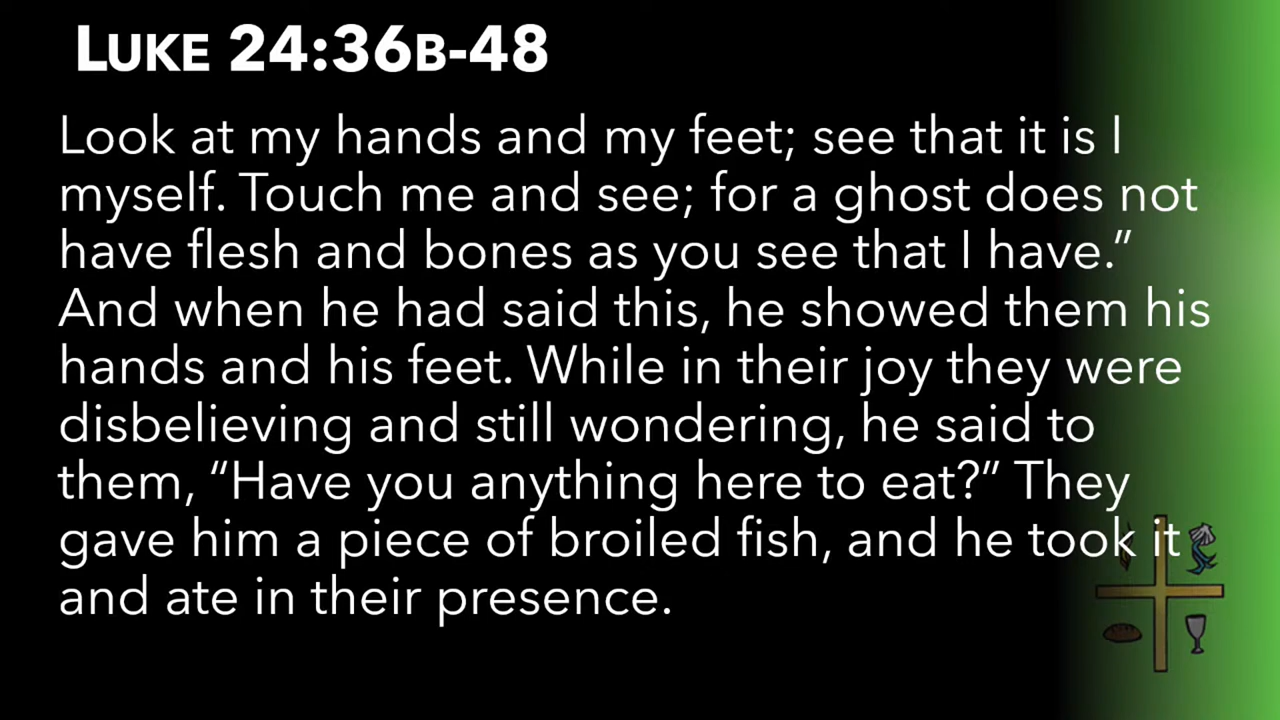 LUKE 24:36B-48
Look at my hands and my feet; see that it is I
myself. Touch me and see; for a ghost does not
have flesh and bones as you see that I have.”
And when he had said this, he showed them his
hands and his feet. While in their joy they were
disbelieving and still wondering, he said to
them, “Have you anything here to eat?” They
gave him a piece of broiled fish, and he took it
and ate in their presence.